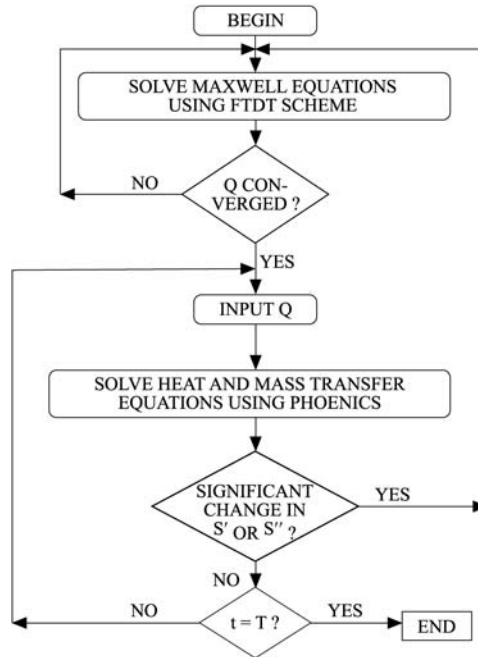 BEGIN
SOLVE MAXWELL EQUATIONS
USING FTDT SCHEME
NO
Q CON-
VERGED ?
YES
INPUT Q
SOLVE HEAT AND MASS TRANSFER
EQUATIONS USING PHOENICS
SIGNIFICANT
CHANGE IN
S' OR S'' ?
YES
NO
NO
t = T ?
YES
END